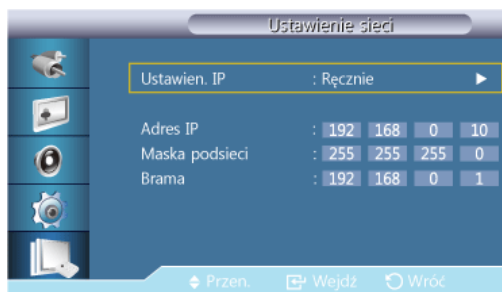 Ustawienie sieci
Ustawien. IP : Ręcznie
Adres IP : 192 168 0 10
Maska podsieci : 255 255 255 0
Brama : 192 168 0 1
Przen. Wejdź Wróć